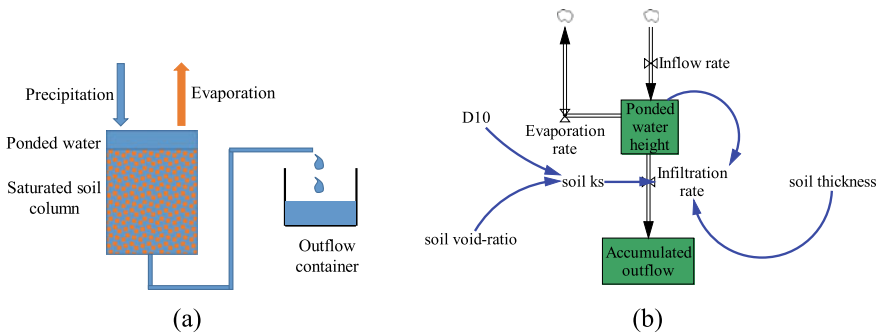 Precipitation
Evaporation
Ponded water
Saturated soil
column
Outflow
container
(a)
Inflow rate
D10
Evaporation
rate
Ponded
water
height
soil ks
Infiltration
rate
soil thickness
soil void-ratio
Accumulated
outflow
(b)